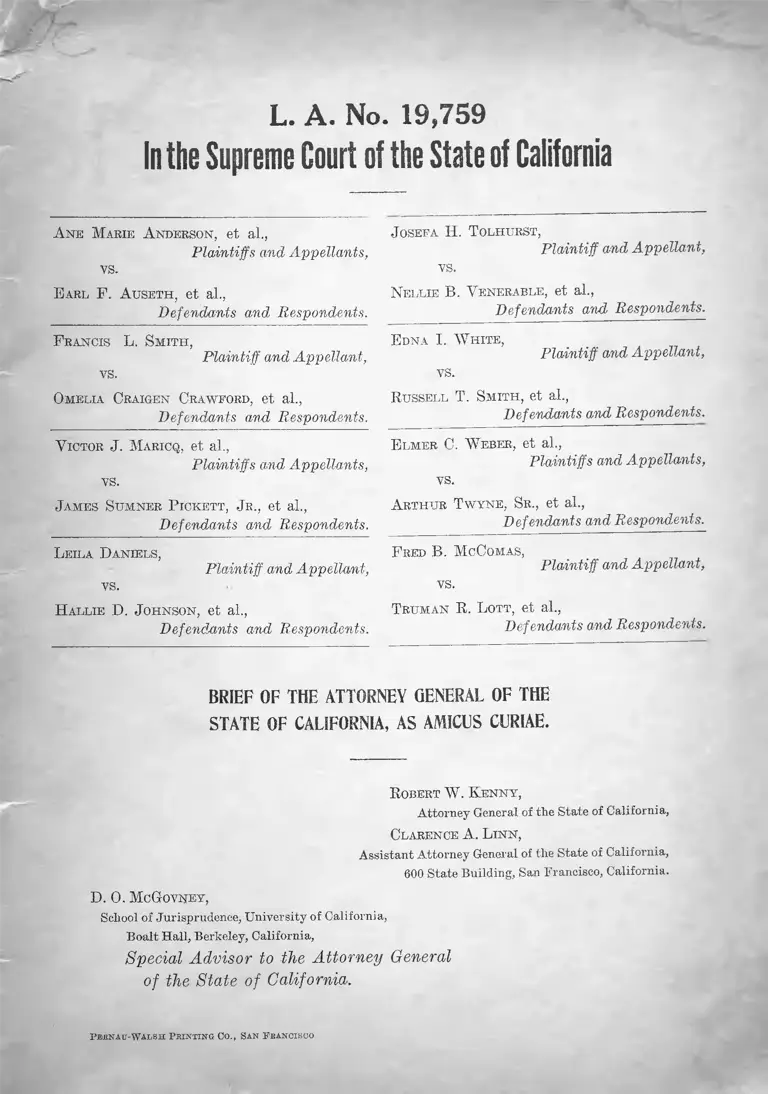 L. A. No. 19,759
In the Supreme Court of the State of California
ANE MARIE ANDERSON, et al.,
Plaintiffs and Appellants,
vs.
EARL F. AUSETH, et al.,
Defendants and Respondents.
FRANCIS L. SMITH,
Plaintiff and Appellant,
vs.
OMELIA CRAIGEN CRAWFORD, et al.,
Defendants and Respondents.
VICTOR J. MARICQ, et al.,
Plaintiffs and Appellants,
vs.
JAMES SUMNER PICKETT, JR., et al.,
Defendants and Respondents.
LEILA DANIELS,
Plaintiff and Appellant,
vs.
HALLIE D. JOHNSON, et al.,
Defendants and Respondents.
JOSEFA H. TOLHURST,
Plaintiff and Appellant,
vs.
NELLIE B. VENERABLE, et al.,
Defendants and Respondents.
EDNA I. WHITE,
Plaintiff and Appellant,
vs.
RUSSELL T. SMITH, et al.,
Defendants and Respondents.
ELMER C. WEBER, et al.,
Plaintiffs and Appellants,
vs.
ARTHUR TWYNE, SR., et al.,
Defendants and Respondents.
FRED B. MCCOMAS,
Plaintiff and Appellant,
vs.
TRUMAN R. LOTT, et al.,
Defendants and Respondents.
BRIEF OF THE ATTORNEY GENERAL OF THE
STATE OF CALIFORNIA, AS AMICUS CURIAE.
ROBERT W. KENNY,
Attorney General of the State of California,
CLARENCE A. LINN,
Assistant Attorney General of the State of California,
600 State Building, San Francisco, California.
D. O. MCGOVNEY,
School of Jurisprudence, University of California,
Boalt Hall, Berkeley, California,
Special Advisor to the Attorney General
of the State of California.
PERNAU-WALSH PRINTING CO., SAN FRANCISCO